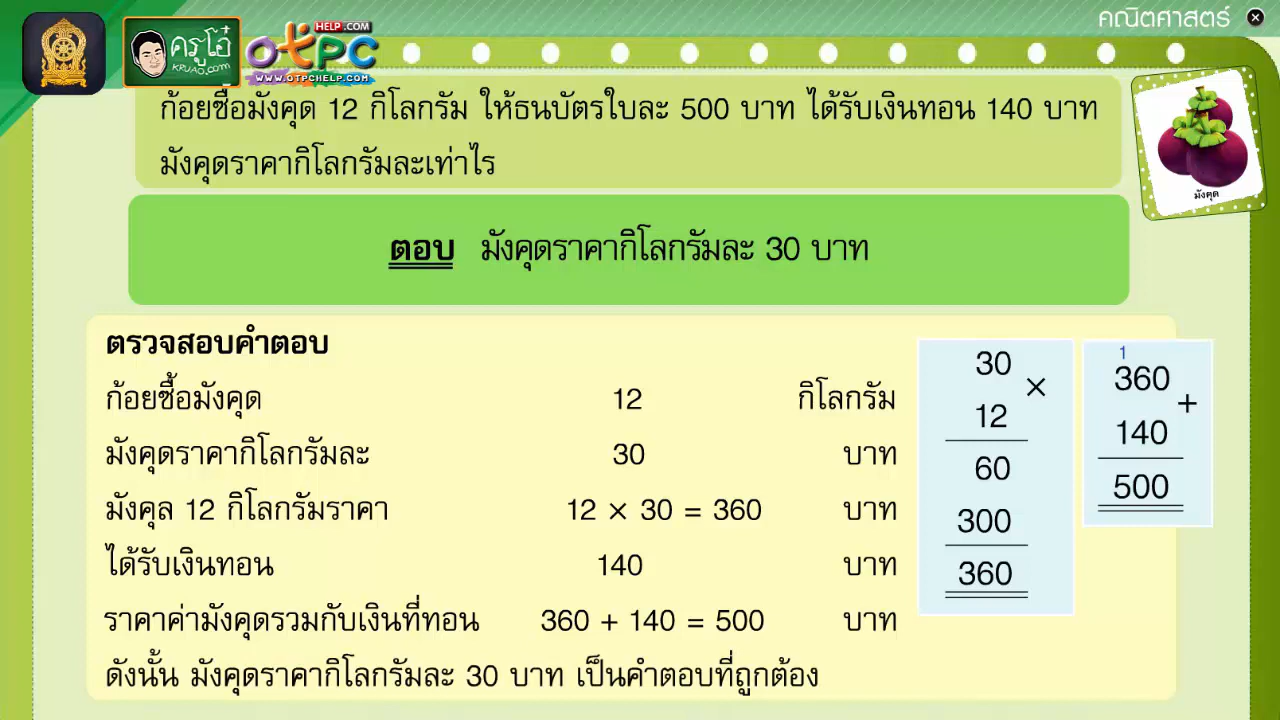 คณิตศาสตร์
ครูโอ๋
KRUAO.com
OTPC
HELP.COM
WWW.OTPCHELP.COM
ก้อยซื้อมังคุด 12 กิโลกรัม ให้ธนบัตรใบละ 500 บาท ได้รับเงินทอน 140 บาท
มังคุดราคากิโลกรัมละเท่าไร
มังคุด
ตอบ มังคุดราคากิโลกรัมละ 30 บาท
ตรวจสอบคำตอบ
ก้อยซื้อมังคุด 12 กิโลกรัม
มังคุดราคากิโลกรัมละ 30 บาท
มังคุล 12 กิโลกรัมราคา 12 × 30 = 360 บาท
ได้รับเงินทอน 140 บาท
ราคาค่ามังคุดรวมกับเงินที่ทอน 360 + 140 = 500 บาท
ดังนั้น มังคุดราคากิโลกรัมละ 30 บาท เป็นคำตอบที่ถูกต้อง
30
×
12
60
300
360
1
360
+
140
500